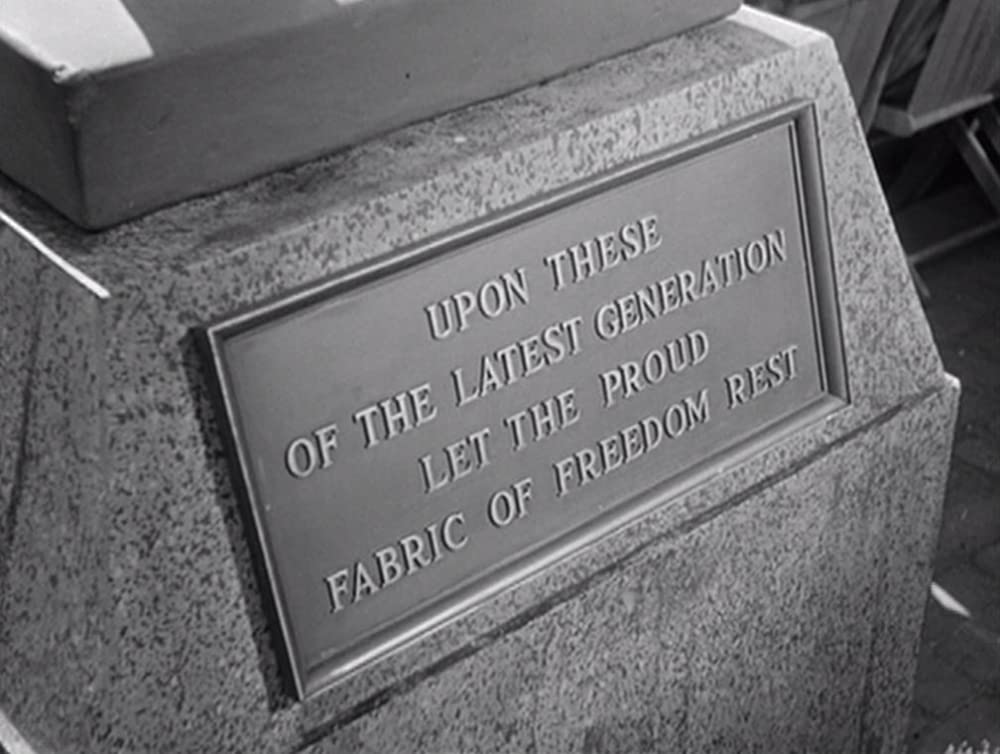 UPON THESE
OF THE LATEST GENERATION
LET THE PROUD
FABRIC OF FREEDOM REST